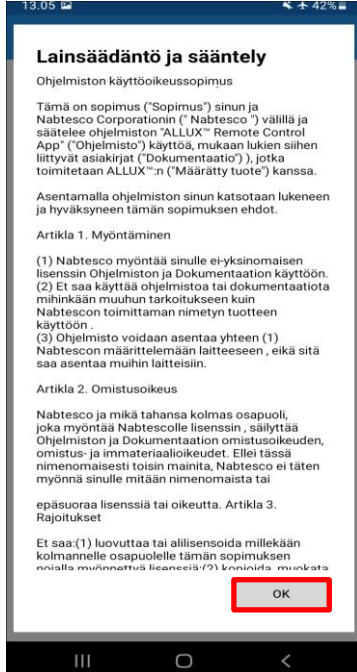 13.05 42%
Lainsäädäntö ja sääntely
Ohjelmiston käyttöoikeussopimus
Tämä on sopimus ("Sopimus") sinun ja
Nabtesco Corporationin (" Nabtesco") välillä ja
säätelee ohjelmiston "ALLUX™ Remote Control
App" ("Ohjelmisto") käyttöä, mukaan lukien siihen
liittyvät asiakirjat ("Dokumentaatio") ), jotka
toimitetaan ALLUX™:n ("Määrätty tuote") kanssa.
Asentamalla ohjelmiston sinun katsotaan lukeneen
ja hyväksyneen tämän sopimuksen ehdot.
Artikla 1. Myöntäminen
(1) Nabtesco myöntää sinulle ei-yksinomaisen
lisenssin Ohjelmiston ja Dokumentaation käyttöön.
(2) Et saa käyttää ohjelmistoa tai dokumentaatiota
mihinkään muuhun tarkoitukseen kuin
Nabtescon toimittaman nimetyn tuotteen
käyttöön .
(3) Ohjelmisto voidaan asentaa yhteen (1)
Nabtescon määrittelemään laitteeseen , eikä sitä
saa asentaa muihin laitteisiin.
Artikla 2. Omistusoikeus
Nabtesco ja mikä tahansa kolmas osapuoli,
joka myöntää Nabtescolle lisenssin , säilyttää
Ohjelmiston ja Dokumentaation omistusoikeuden,
omistus- ja immateriaalioikeudet. Ellei tässä
nimenomaisesti toisin mainita, Nabtesco ei täten
myönnä sinulle mitään nimenomaista tai
epäsuoraa lisenssiä tai oikeutta. Artikla 3.
Rajoitukset
Et saa:(1) luovuttaa tai alilisensoida millekään
kolmannelle osapuolelle tämän sopimuksen
nojalla myönnettyä lisenssiä;(2) kopioida, muokata
OK